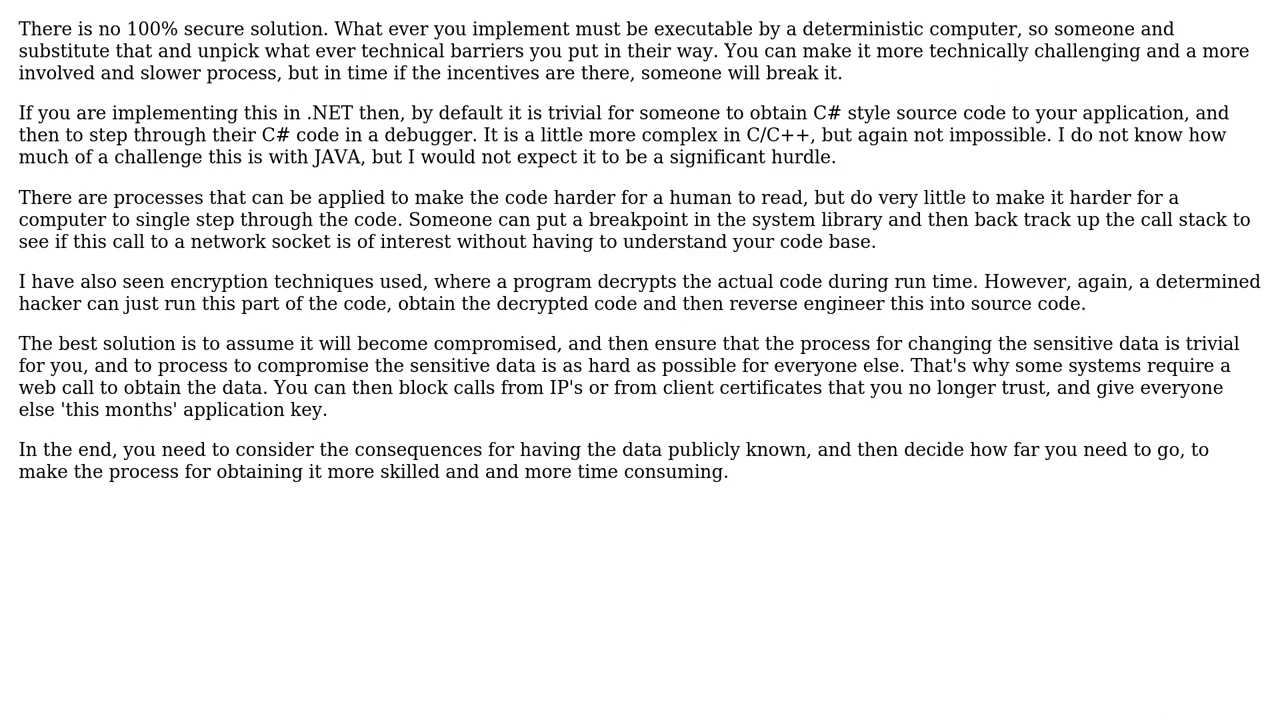 There is no 100% secure solution. What ever you implement must be executable by a deterministic computer, so someone and
substitute that and unpick what ever technical barriers you put in their way. You can make it more technically challenging and a more
involved and slower process, but in time if the incentives are there, someone will break it.
If you are implementing this in .NET then, by default it is trivial for someone to obtain C# style source code to your application, and
then to step through their C# code in a debugger. It is a little more complex in C/C++, but again not impossible. I do not know how
much of a challenge this is with JAVA, but I would not expect it to be a significant hurdle.
There are processes that can be applied to make the code harder for a human to read, but do very little to make it harder for a
computer to single step through the code. Someone can put a breakpoint in the system library and then back track up the call stack to
see if this call to a network socket is of interest without having to understand your code base.
I have also seen encryption techniques used, where a program decrypts the actual code during run time. However, again, a determined
hacker can just run this part of the code, obtain the decrypted code and then reverse engineer this into source code.
The best solution is to assume it will become compromised, and then ensure that the process for changing the sensitive data is trivial
for you, and to process to compromise the sensitive data is as hard as possible for everyone else. That's why some systems require a
web call to obtain the data. You can then block calls from IP's or from client certificates that you no longer trust, and give everyone
else 'this months' application key.
In the end, you need to consider the consequences for having the data publicly known, and then decide how far you need to go, to
make the process for obtaining it more skilled and and more time consuming.